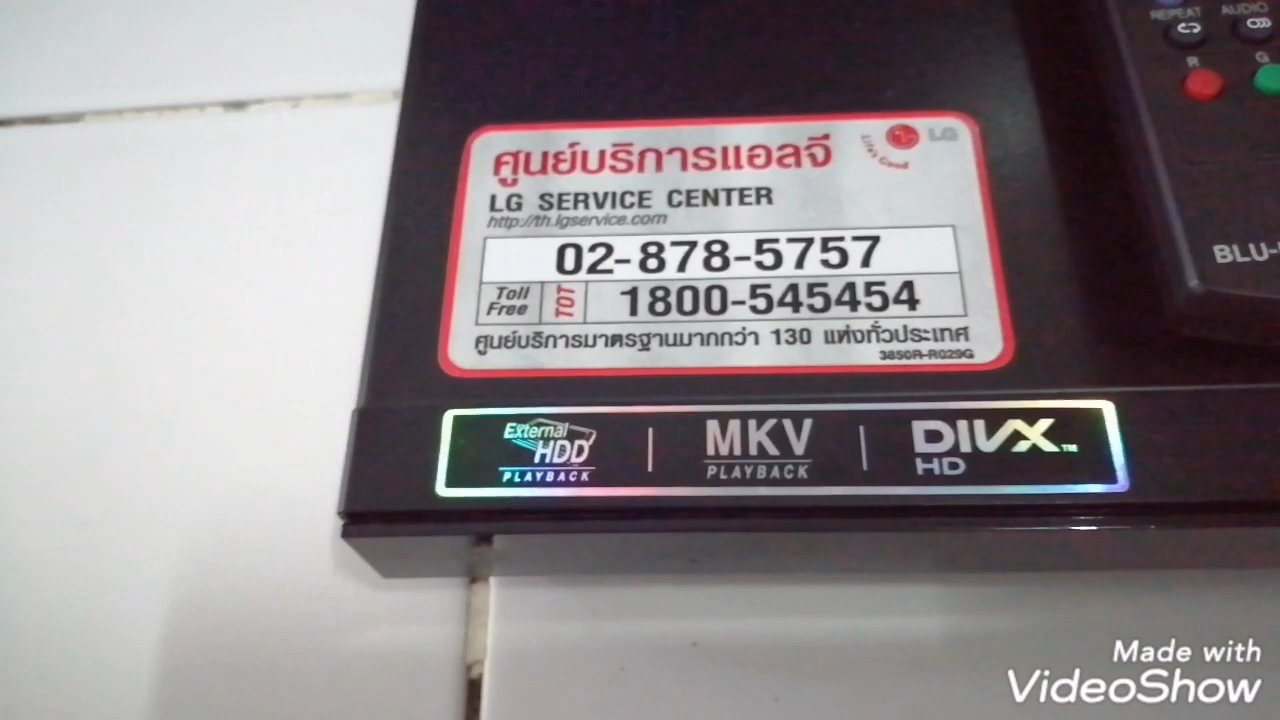 REPEAT AUDIO
R G
ศูนย์บริการแอลจี
Life's Good LG
LG SERVICE CENTER
http://th.lgservice.com
02-878-5757
Toll Free TOT 1800-545454
ศูนย์บริการมาตรฐานมากกว่า 130 แห่งทั่วประเทศ
3850R-R029G
BLU-
External HDD PLAYBACK
MKV PLAYBACK
DIVX™ HD
Made with
VideoShow